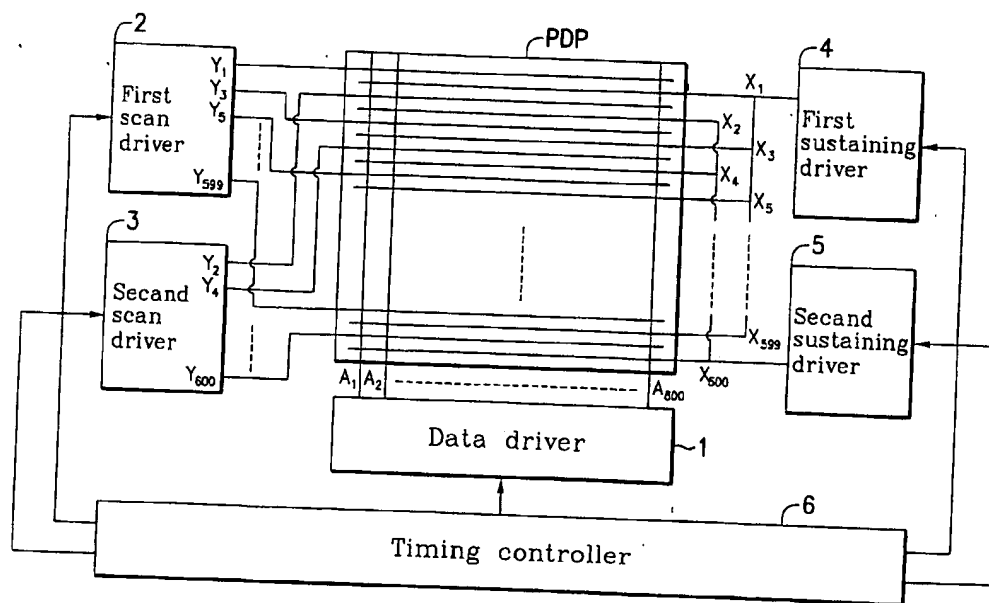 PDP
2
First
scan
driver
Y1
Y3
Y5
Y599
3
Secand
scan
driver
Y2
Y4
Y600
X1
X2
X3
X4
X5
X599
X600
4
First
sustaining
driver
5
Second
sustaining
driver
A1 A2 A800
Data driver
1
6
Timing controller